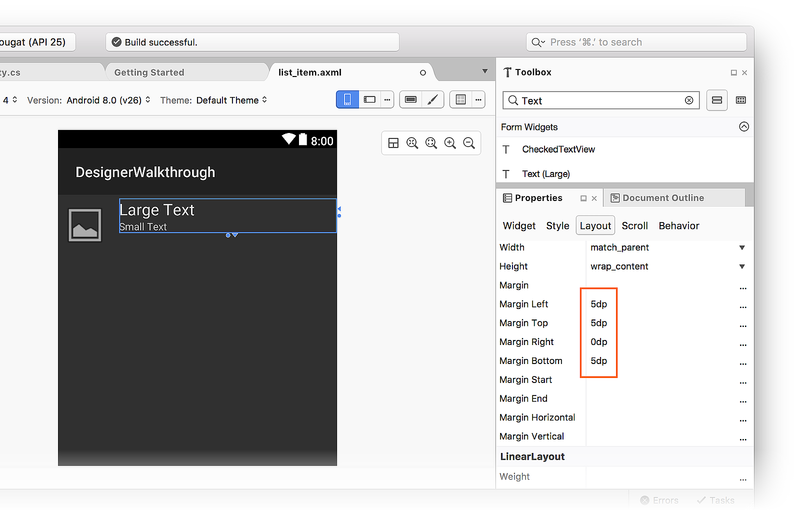 ougat (API 25)
Build successful.
Press '⌘.' to search
ty.cs
Getting Started
list_item.axml
Toolbox
4
Version: Android 8.0 (v26)
Theme: Default Theme
Text
Form Widgets
CheckedTextView
Text (Large)
8:00
DesignerWalkthrough
Large Text
Small Text
Properties
Document Outline
Widget Style Layout Scroll Behavior
Width match_parent
Height wrap_content
Margin ...
Margin Left 5dp ...
Margin Top 5dp ...
Margin Right 0dp ...
Margin Bottom 5dp ...
Margin Start ...
Margin End ...
Margin Horizontal ...
Margin Vertical ...
LinearLayout
Weight ...
Errors Tasks